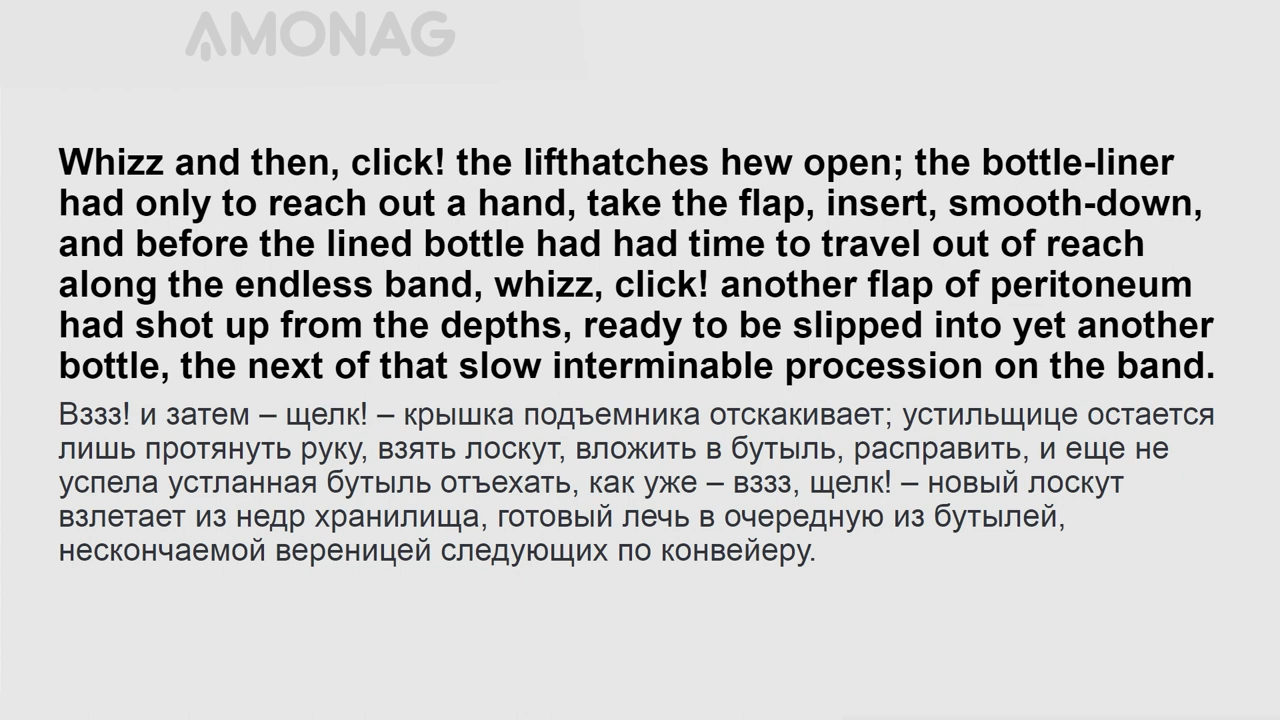 AMONAG
Whizz and then, click! the lifthatches hew open; the bottle-liner
had only to reach out a hand, take the flap, insert, smooth-down,
and before the lined bottle had had time to travel out of reach
along the endless band, whizz, click! another flap of peritoneum
had shot up from the depths, ready to be slipped into yet another
bottle, the next of that slow interminable procession on the band.
Вззз! и затем – щелк! – крышка подъемника отскакивает; устильщице остается
лишь протянуть руку, взять лоскут, вложить в бутыль, расправить, и еще не
успела устланная бутыль отъехать, как уже – вззз, щелк! – новый лоскут
взлетает из недр хранилища, готовый лечь в очередную из бутылей,
нескончаемой вереницей следующих по конвейеру.